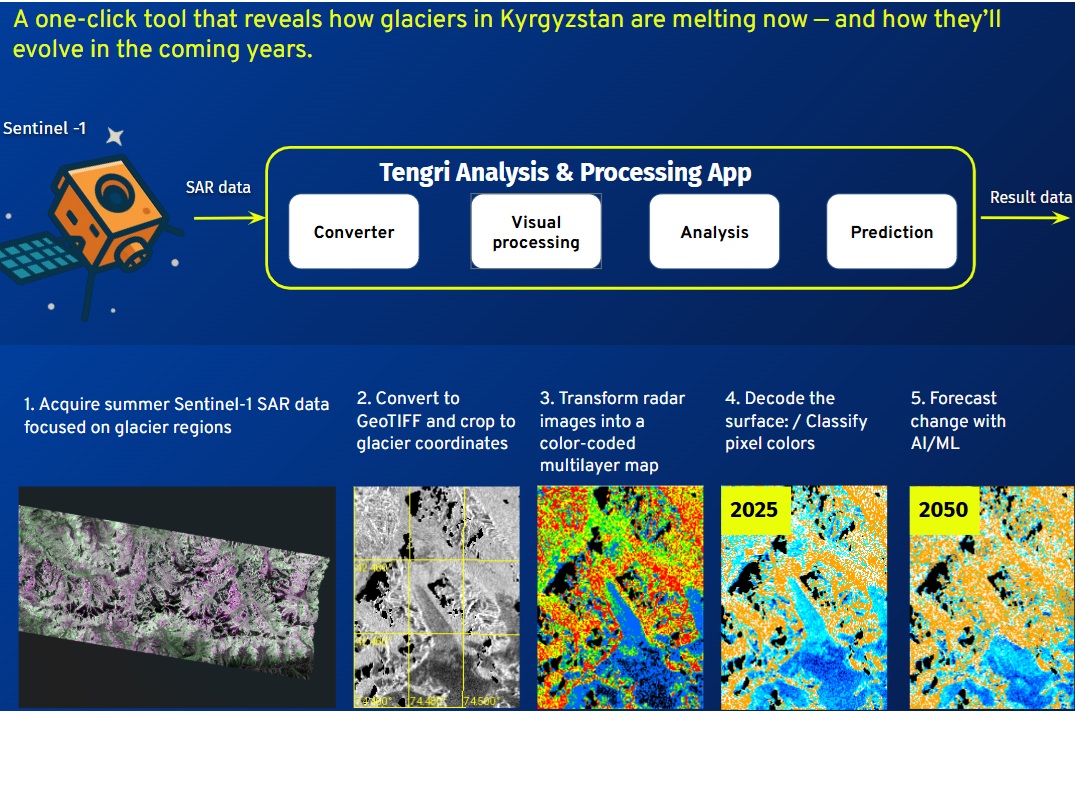 A one-click tool that reveals how glaciers in Kyrgyzstan are melting now — and how they'll
evolve in the coming years.
Sentinel -1
SAR data
Tengri Analysis & Processing App
Converter
Visual
processing
Analysis
Prediction
Result data
1. Acquire summer Sentinel-1 SAR data
focused on glacier regions
2. Convert to
GeoTIFF and crop to
glacier coordinates
3. Transform radar
images into a
color-coded
multilayer map
4. Decode the
surface: / Classify
pixel colors
5. Forecast
change with
AI/ML
74.480°
74.500°
2025
2050